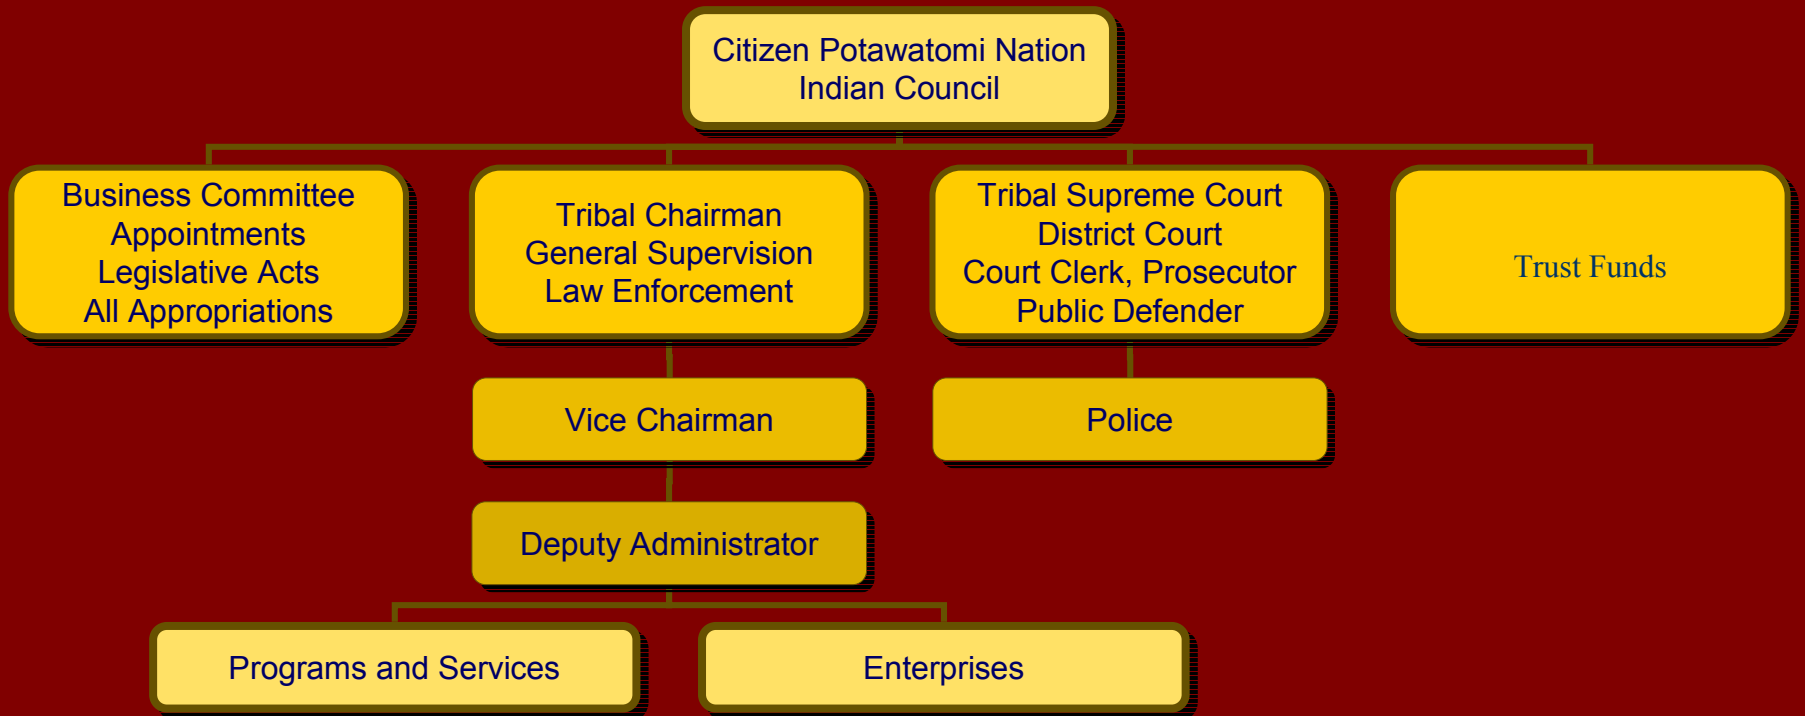 Citizen Potawatomi Nation
Indian Council
Business Committee
Appointments
Legislative Acts
All Appropriations
Tribal Chairman
General Supervision
Law Enforcement
Tribal Supreme Court
District Court
Court Clerk, Prosecutor
Public Defender
Trust Funds
Vice Chairman
Police
Deputy Administrator
Programs and Services
Enterprises